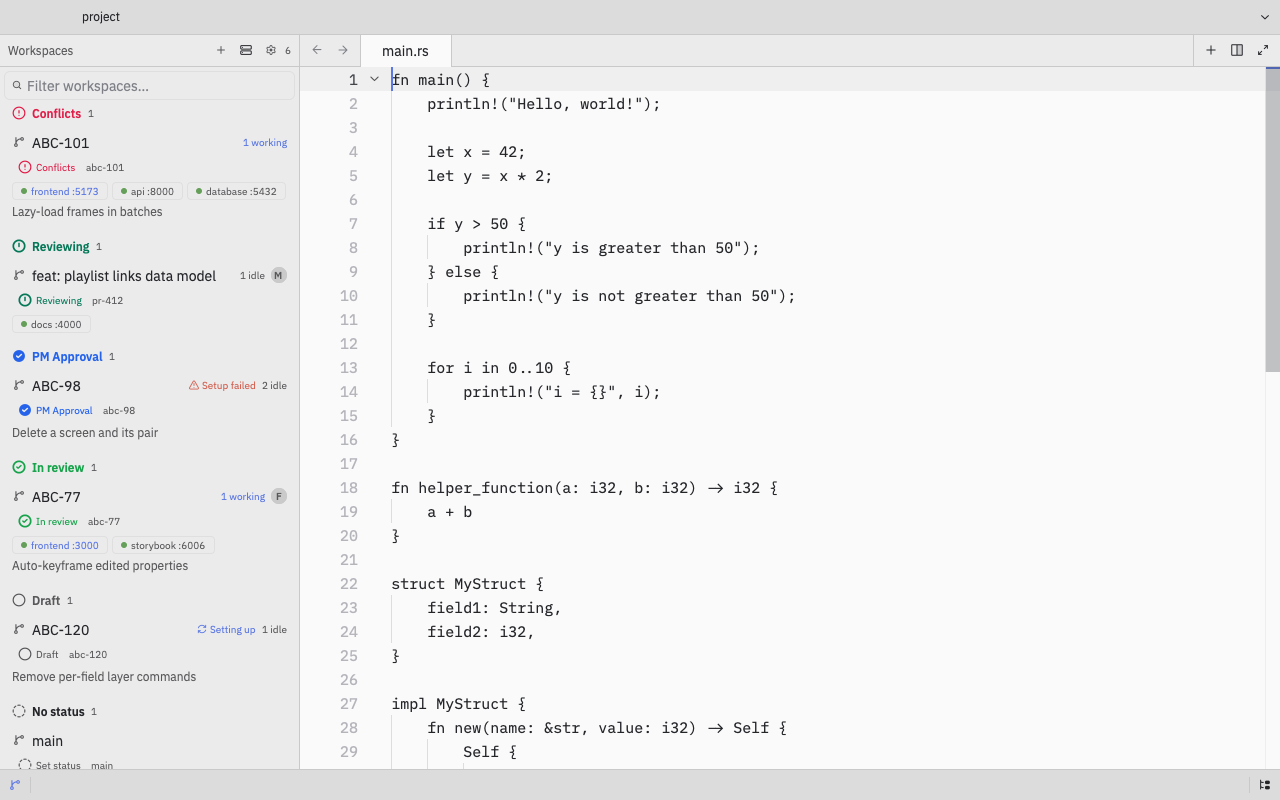 project
Workspaces 6
Filter workspaces...
Conflicts 1
ABC-101 1 working
Conflicts abc-101
frontend :5173 api :8000 database :5432
Lazy-load frames in batches
Reviewing 1
feat: playlist links data model 1 idle M
Reviewing pr-412
docs :4000
PM Approval 1
ABC-98 Setup failed 2 idle
PM Approval abc-98
Delete a screen and its pair
In review 1
ABC-77 1 working F
In review abc-77
frontend :3000 storybook :6006
Auto-keyframe edited properties
Draft 1
ABC-120 Setting up 1 idle
Draft abc-120
Remove per-field layer commands
No status 1
main
Set status main
main.rs
1 fn main() {
2 println!("Hello, world!");
3
4 let x = 42;
5 let y = x * 2;
6
7 if y > 50 {
8 println!("y is greater than 50");
9 } else {
10 println!("y is not greater than 50");
11 }
12
13 for i in 0..10 {
14 println!("i = {}", i);
15 }
16 }
17
18 fn helper_function(a: i32, b: i32) -> i32 {
19 a + b
20 }
21
22 struct MyStruct {
23 field1: String,
24 field2: i32,
25 }
26
27 impl MyStruct {
28 fn new(name: &str, value: i32) -> Self {
29 Self {